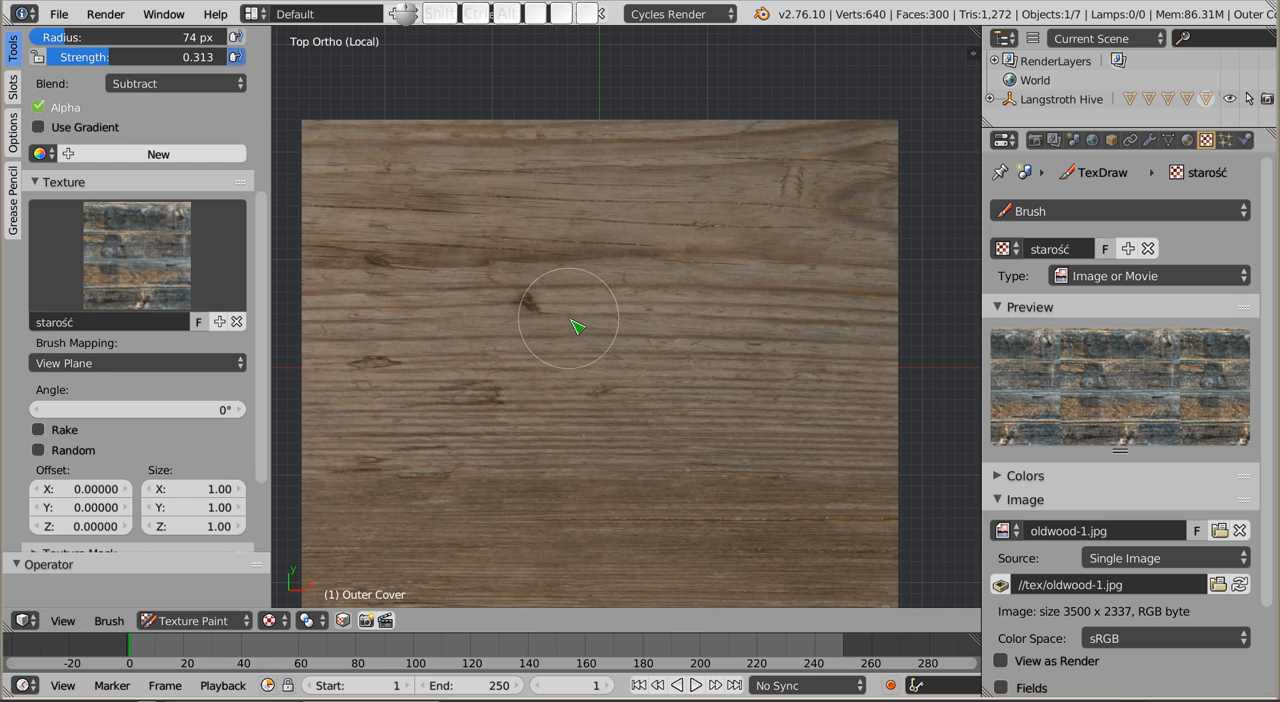 File Render Window Help Default Shift Ctrl Alt Cycles Render v2.76.10 | Verts:640 | Faces:300 | Tris:1,272 | Objects:1/7 | Lamps:0/0 | Mem:86.31M | Outer Co
Tools
Slots
Options
Grease Pencil
Radius: 74 px
Strength: 0.313
Blend: Subtract
Alpha
Use Gradient
New
Texture
starość F
Brush Mapping:
View Plane
Angle:
0°
Rake
Random
Offset: Size:
X: 0.00000 X: 1.00
Y: 0.00000 Y: 1.00
Z: 0.00000 Z: 1.00
Texture Mask
Operator
Top Ortho (Local)
y
x
(1) Outer Cover
View Brush Texture Paint
-20 0 20 40 60 80 100 120 140 160 180 200 220 240 260 280
View Marker Frame Playback Start: 1 End: 250 1 No Sync
Current Scene
RenderLayers |
World
Langstroth Hive
TexDraw starość
Brush
starość F
Type: Image or Movie
Preview
Colors
Image
oldwood-1.jpg F
Source: Single Image
//tex/oldwood-1.jpg
Image: size 3500 x 2337, RGB byte
Color Space: sRGB
View as Render
Fields